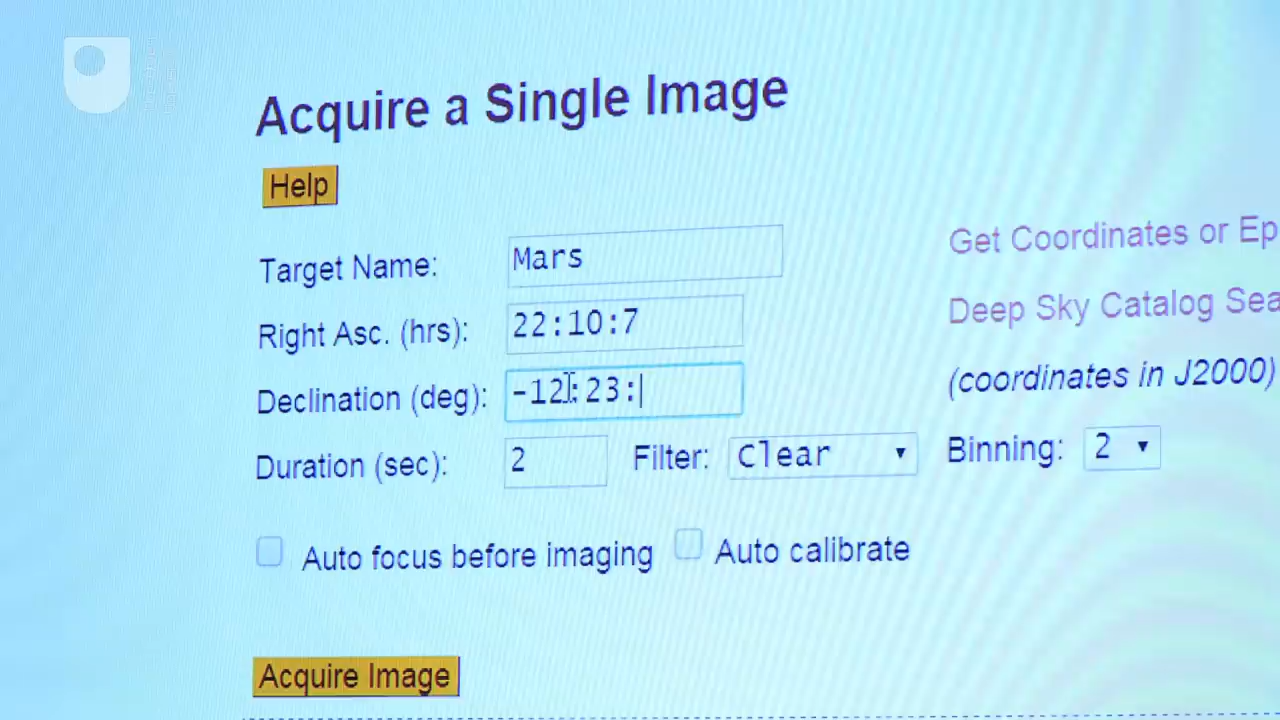 Acquire a Single Image
Help
Target Name: Mars
Get Coordinates or Ep
Right Asc. (hrs): 22:10:7
Deep Sky Catalog Sea
Declination (deg): -12:23:
(coordinates in J2000)
Duration (sec): 2 Filter: Clear Binning: 2
Auto focus before imaging Auto calibrate
Acquire Image